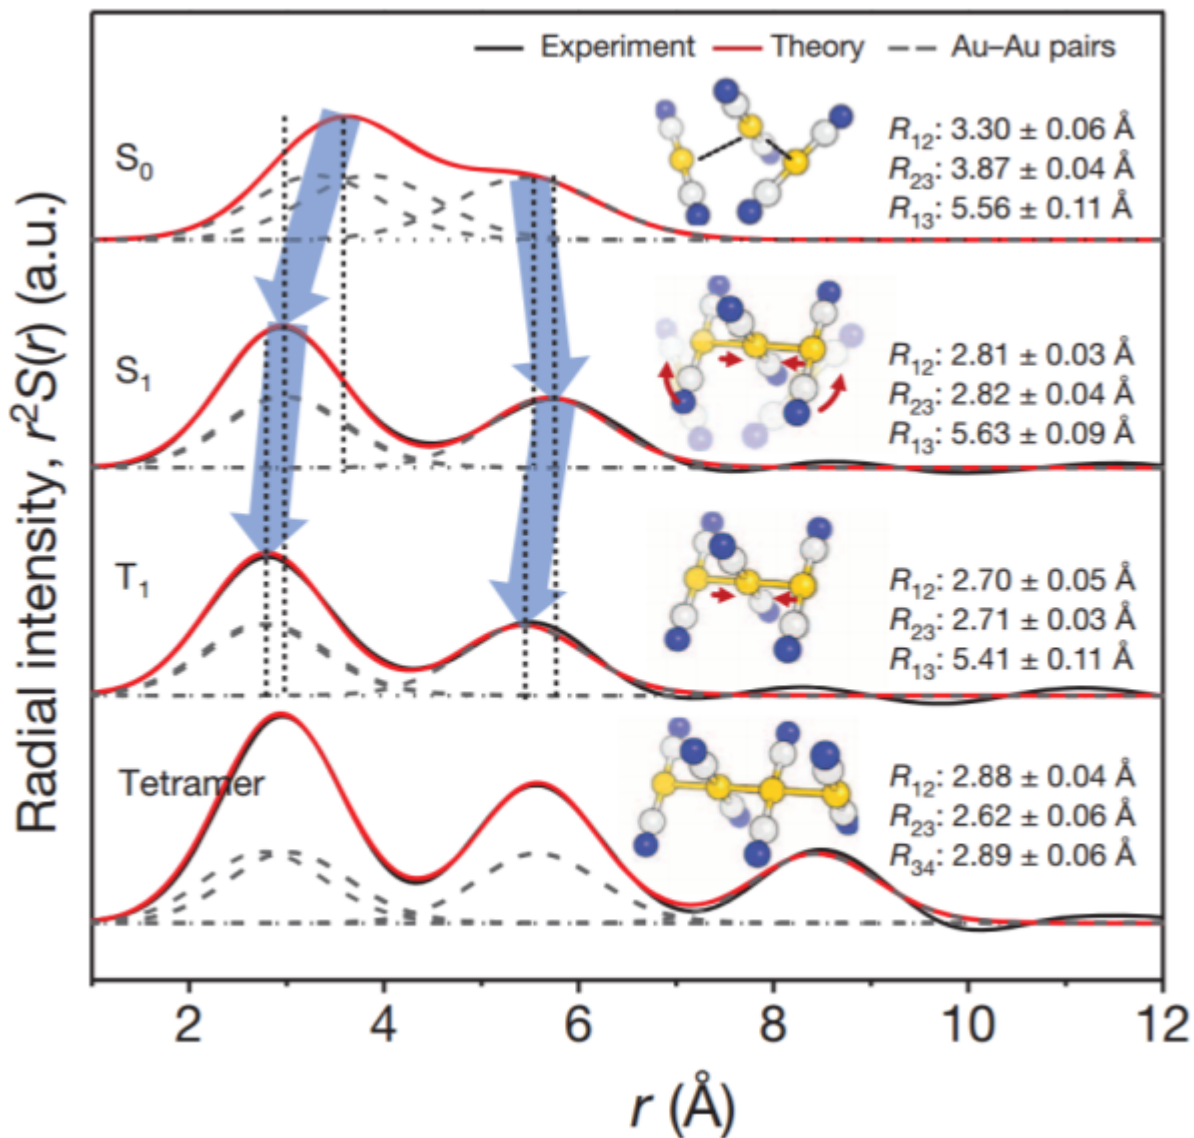 Experiment Theory Au–Au pairs
S0
R12: 3.30 ± 0.06 Å
R23: 3.87 ± 0.04 Å
R13: 5.56 ± 0.11 Å
S1
R12: 2.81 ± 0.03 Å
R23: 2.82 ± 0.04 Å
R13: 5.63 ± 0.09 Å
T1
R12: 2.70 ± 0.05 Å
R23: 2.71 ± 0.03 Å
R13: 5.41 ± 0.11 Å
Tetramer
R12: 2.88 ± 0.04 Å
R23: 2.62 ± 0.06 Å
R34: 2.89 ± 0.06 Å
Radial intensity, r²S(r) (a.u.)
2 4 6 8 10 12
r (Å)